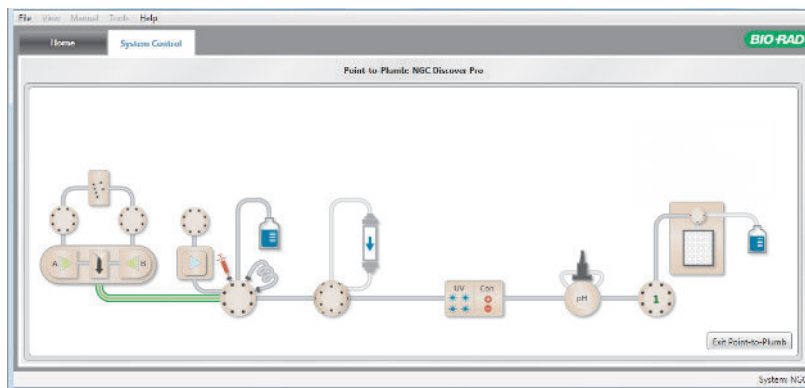 File View Manual Tools Help
Home System Control
BIO-RAD
Point-to-Plumb: NGC Discover Pro
A B
UV Con
pH
1
Exit Point-to-Plumb
System: NGC